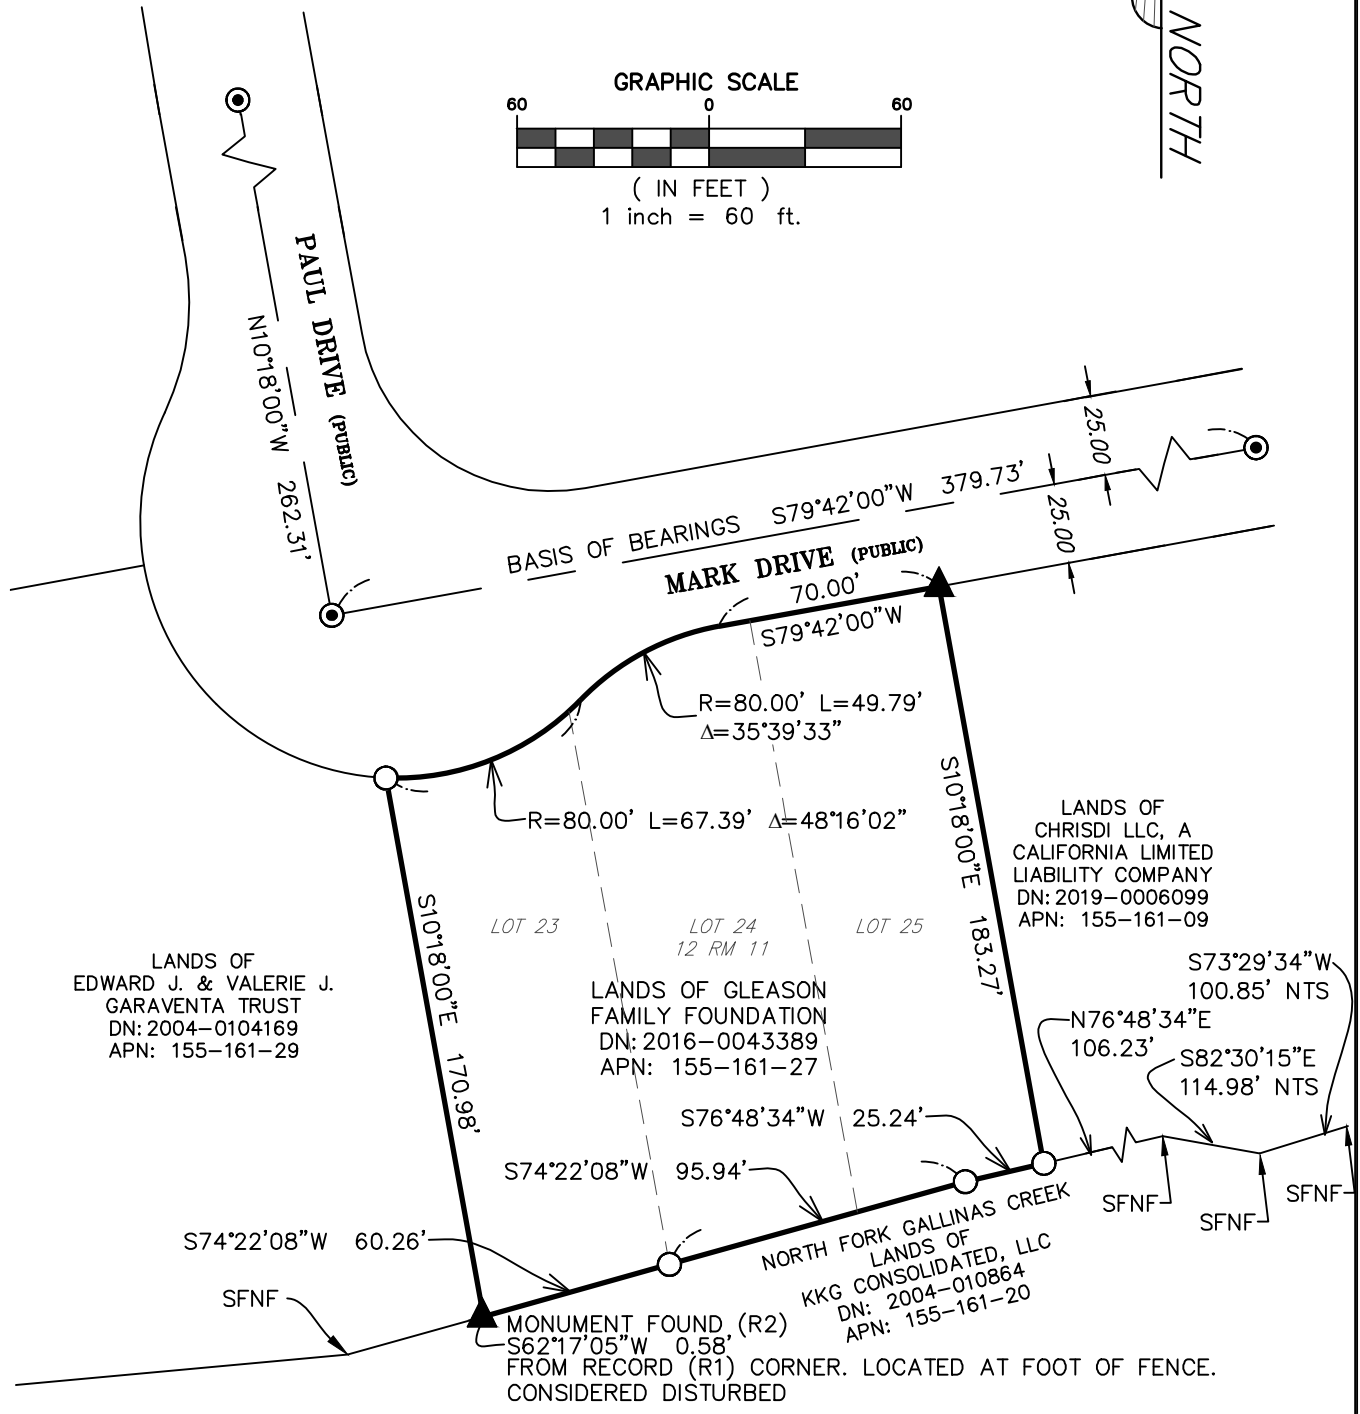 NORTH
GRAPHIC SCALE
60 0 60
( IN FEET )
1 inch = 60 ft.
PAUL DRIVE (PUBLIC)
N10°18'00"W 262.31'
25.00
25.00
BASIS OF BEARINGS S79°42'00"W 379.73'
MARK DRIVE (PUBLIC)
70.00'
S79°42'00"W
R=80.00' L=49.79'
Δ=35°39'33"
R=80.00' L=67.39' Δ=48°16'02"
S10°18'00"E 183.27'
S10°18'00"E 170.98'
LANDS OF
CHRISDI LLC, A
CALIFORNIA LIMITED
LIABILITY COMPANY
DN: 2019-0006099
APN: 155-161-09
LOT 23
LOT 24
12 RM 11
LOT 25
LANDS OF
EDWARD J. & VALERIE J.
GARAVENTA TRUST
DN: 2004-0104169
APN: 155-161-29
LANDS OF GLEASON
FAMILY FOUNDATION
DN: 2016-0043389
APN: 155-161-27
S73°29'34"W
100.85' NTS
N76°48'34"E
106.23'
S82°30'15"E
114.98' NTS
S76°48'34"W 25.24'
S74°22'08"W 95.94'
S74°22'08"W 60.26'
SFNF
SFNF
SFNF
SFNF
NORTH FORK GALLINAS CREEK
LANDS OF
KKG CONSOLIDATED, LLC
DN: 2004-010864
APN: 155-161-20
MONUMENT FOUND (R2)
S62°17'05"W 0.58'
FROM RECORD (R1) CORNER. LOCATED AT FOOT OF FENCE.
CONSIDERED DISTURBED